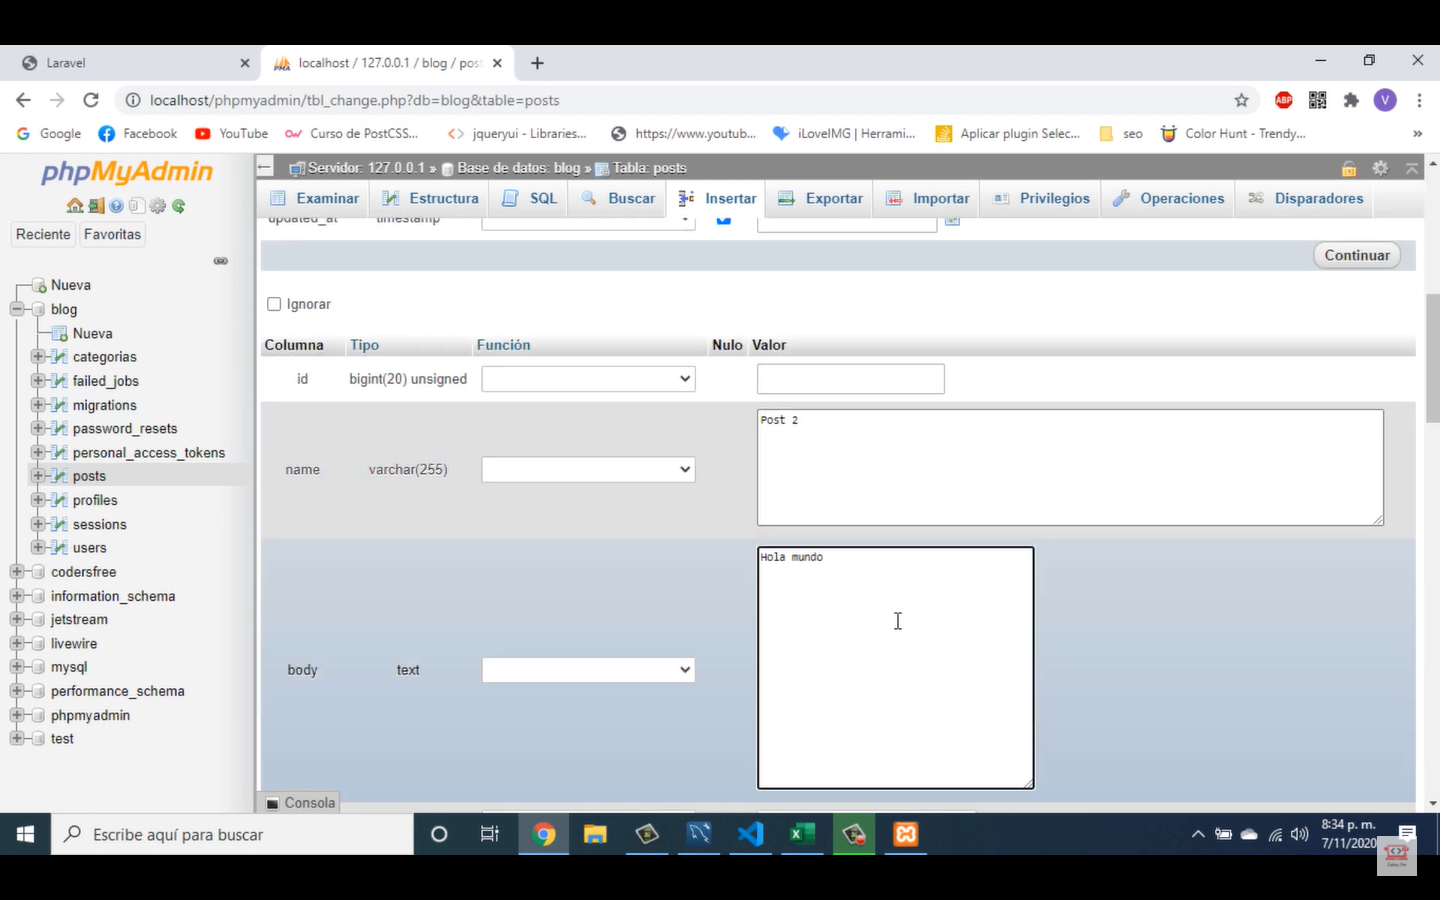 Laravel
localhost / 127.0.0.1 / blog / pos
localhost/phpmyadmin/tbl_change.php?db=blog&table=posts
ABP
V
Google
Facebook
YouTube
Curso de PostCSS...
jqueryui - Libraries...
https://www.youtub...
iLoveIMG | Herrami...
Aplicar plugin Selec...
seo
Color Hunt - Trendy...
»
phpMyAdmin
Reciente
Favoritas
Nueva
blog
Nueva
categorias
failed_jobs
migrations
password_resets
personal_access_tokens
posts
profiles
sessions
users
codersfree
information_schema
jetstream
livewire
mysql
performance_schema
phpmyadmin
test
Servidor: 127.0.0.1 » Base de datos: blog » Tabla: posts
Examinar
Estructura
SQL
Buscar
Insertar
Exportar
Importar
Privilegios
Operaciones
Disparadores
updated_at timestamp
Continuar
Ignorar
Columna Tipo Función Nulo Valor
id bigint(20) unsigned
name varchar(255)
Post 2
body text
Hola mundo
Consola
Escribe aquí para buscar
8:34 p. m.
7/11/2020